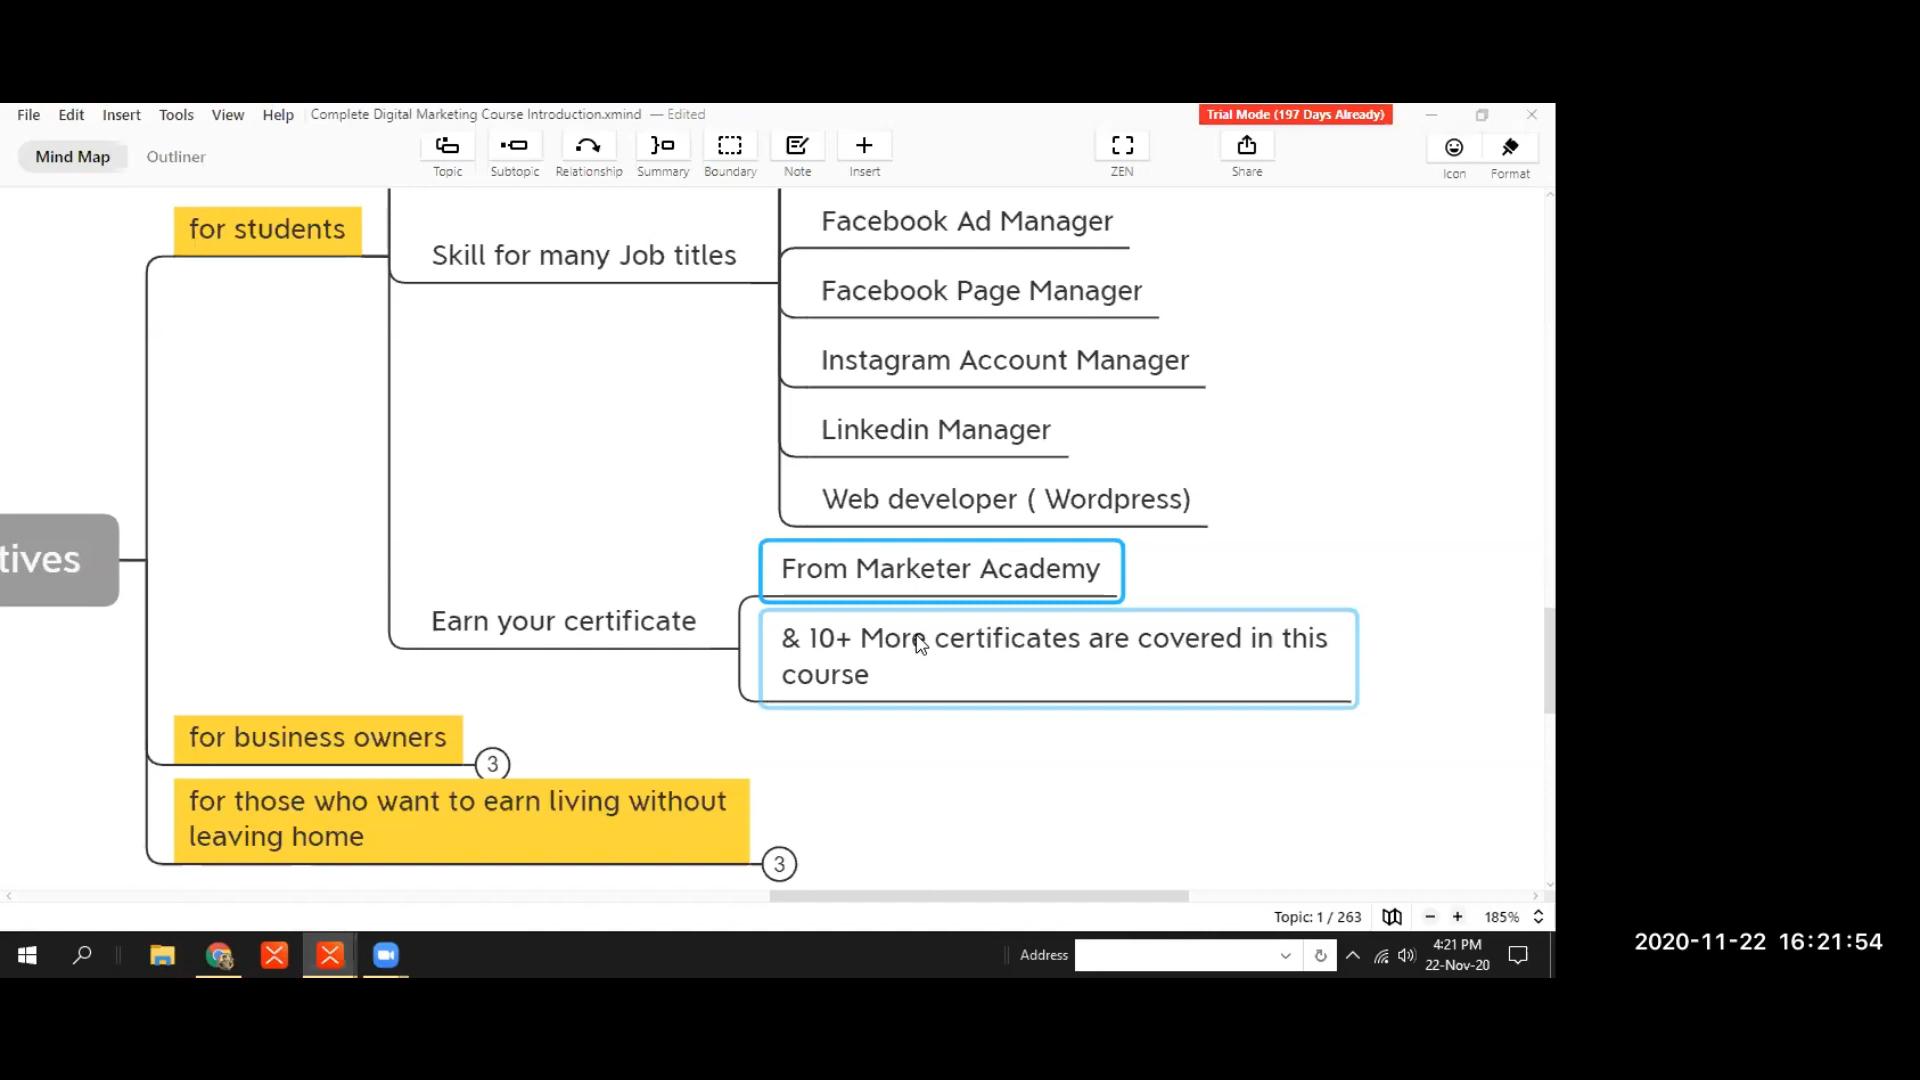 File Edit Insert Tools View Help Complete Digital Marketing Course Introduction.xmind — Edited Trial Mode (197 Days Already)
Mind Map Outliner
Topic Subtopic Relationship Summary Boundary Note Insert ZEN Share Icon Format
for students
Skill for many Job titles
Facebook Ad Manager
Facebook Page Manager
Instagram Account Manager
Linkedin Manager
Web developer ( Wordpress)
tives
Earn your certificate
From Marketer Academy
& 10+ More certificates are covered in this
course
for business owners
3
for those who want to earn living without
leaving home
3
Topic: 1 / 263 185%
Address
4:21 PM
22-Nov-20
2020-11-22 16:21:54